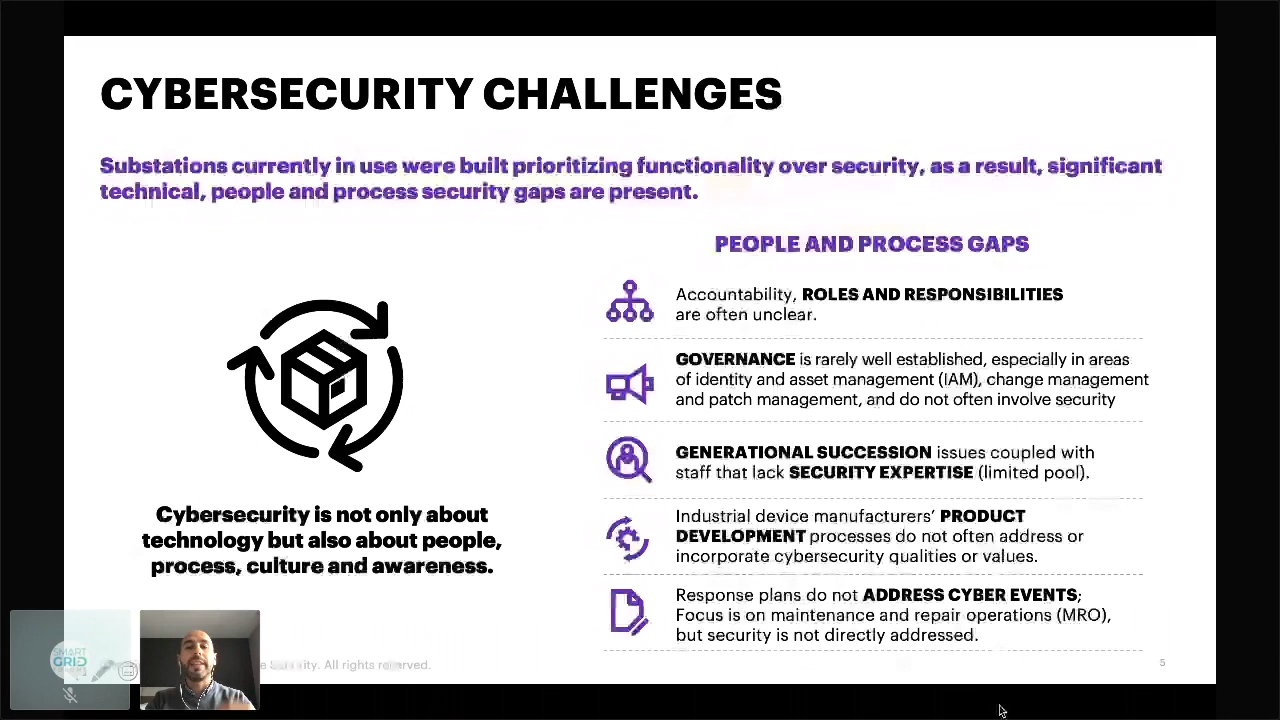 CYBERSECURITY CHALLENGES
Substations currently in use were built prioritizing functionality over security, as a result, significant
technical, people and process security gaps are present.
PEOPLE AND PROCESS GAPS
Accountability, ROLES AND RESPONSIBILITIES
are often unclear.
GOVERNANCE is rarely well established, especially in areas
of identity and asset management (IAM), change management
and patch management, and do not often involve security
GENERATIONAL SUCCESSION issues coupled with
staff that lack SECURITY EXPERTISE (limited pool).
Industrial device manufacturers’ PRODUCT
DEVELOPMENT processes do not often address or
incorporate cybersecurity qualities or values.
Response plans do not ADDRESS CYBER EVENTS;
Focus is on maintenance and repair operations (MRO),
but security is not directly addressed.
Cybersecurity is not only about
technology but also about people,
process, culture and awareness.
SMART
GRID
All rights reserved.
5